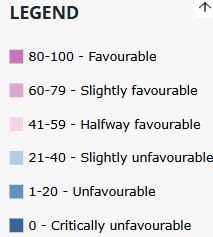 LEGEND
80-100 - Favourable
60-79 - Slightly favourable
41-59 - Halfway favourable
21-40 - Slightly unfavourable
1-20 - Unfavourable
0 - Critically unfavourable